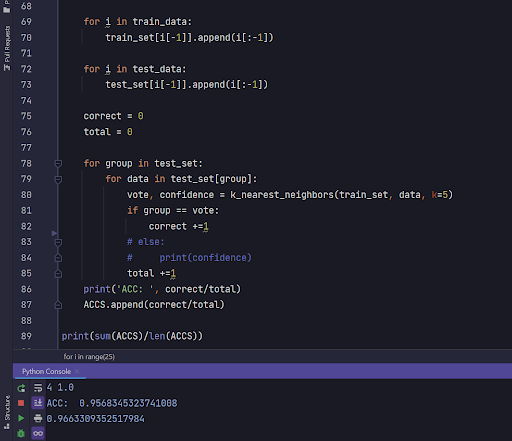 68
69 for i in train_data:
70 train_set[i[-1]].append(i[:-1])
71
72 for i in test_data:
73 test_set[i[-1]].append(i[:-1])
74
75 correct = 0
76 total = 0
77
78 for group in test_set:
79 for data in test_set[group]:
80 vote, confidence = k_nearest_neighbors(train_set, data, k=5)
81 if group == vote:
82 correct +=1
83 # else:
84 #     print(confidence)
85 total +=1
86 print('ACC: ', correct/total)
87 ACCS.append(correct/total)
88
89 print(sum(ACCS)/len(ACCS))
for I in range(25)
Python Console ×
4 1.0
ACC:  0.9568345323741008
0.9663309352517984
Pull Requests
Structure